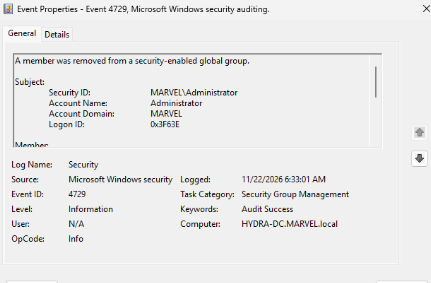 Event Properties - Event 4729, Microsoft Windows security auditing.
General Details
A member was removed from a security-enabled global group.
Subject:
Security ID: MARVEL\Administrator
Account Name: Administrator
Account Domain: MARVEL
Logon ID: 0x3F63E
Member
Log Name: Security
Source: Microsoft Windows security Logged: 11/22/2026 6:33:01 AM
Event ID: 4729 Task Category: Security Group Management
Level: Information Keywords: Audit Success
User: N/A Computer: HYDRA-DC.MARVEL.local
OpCode: Info